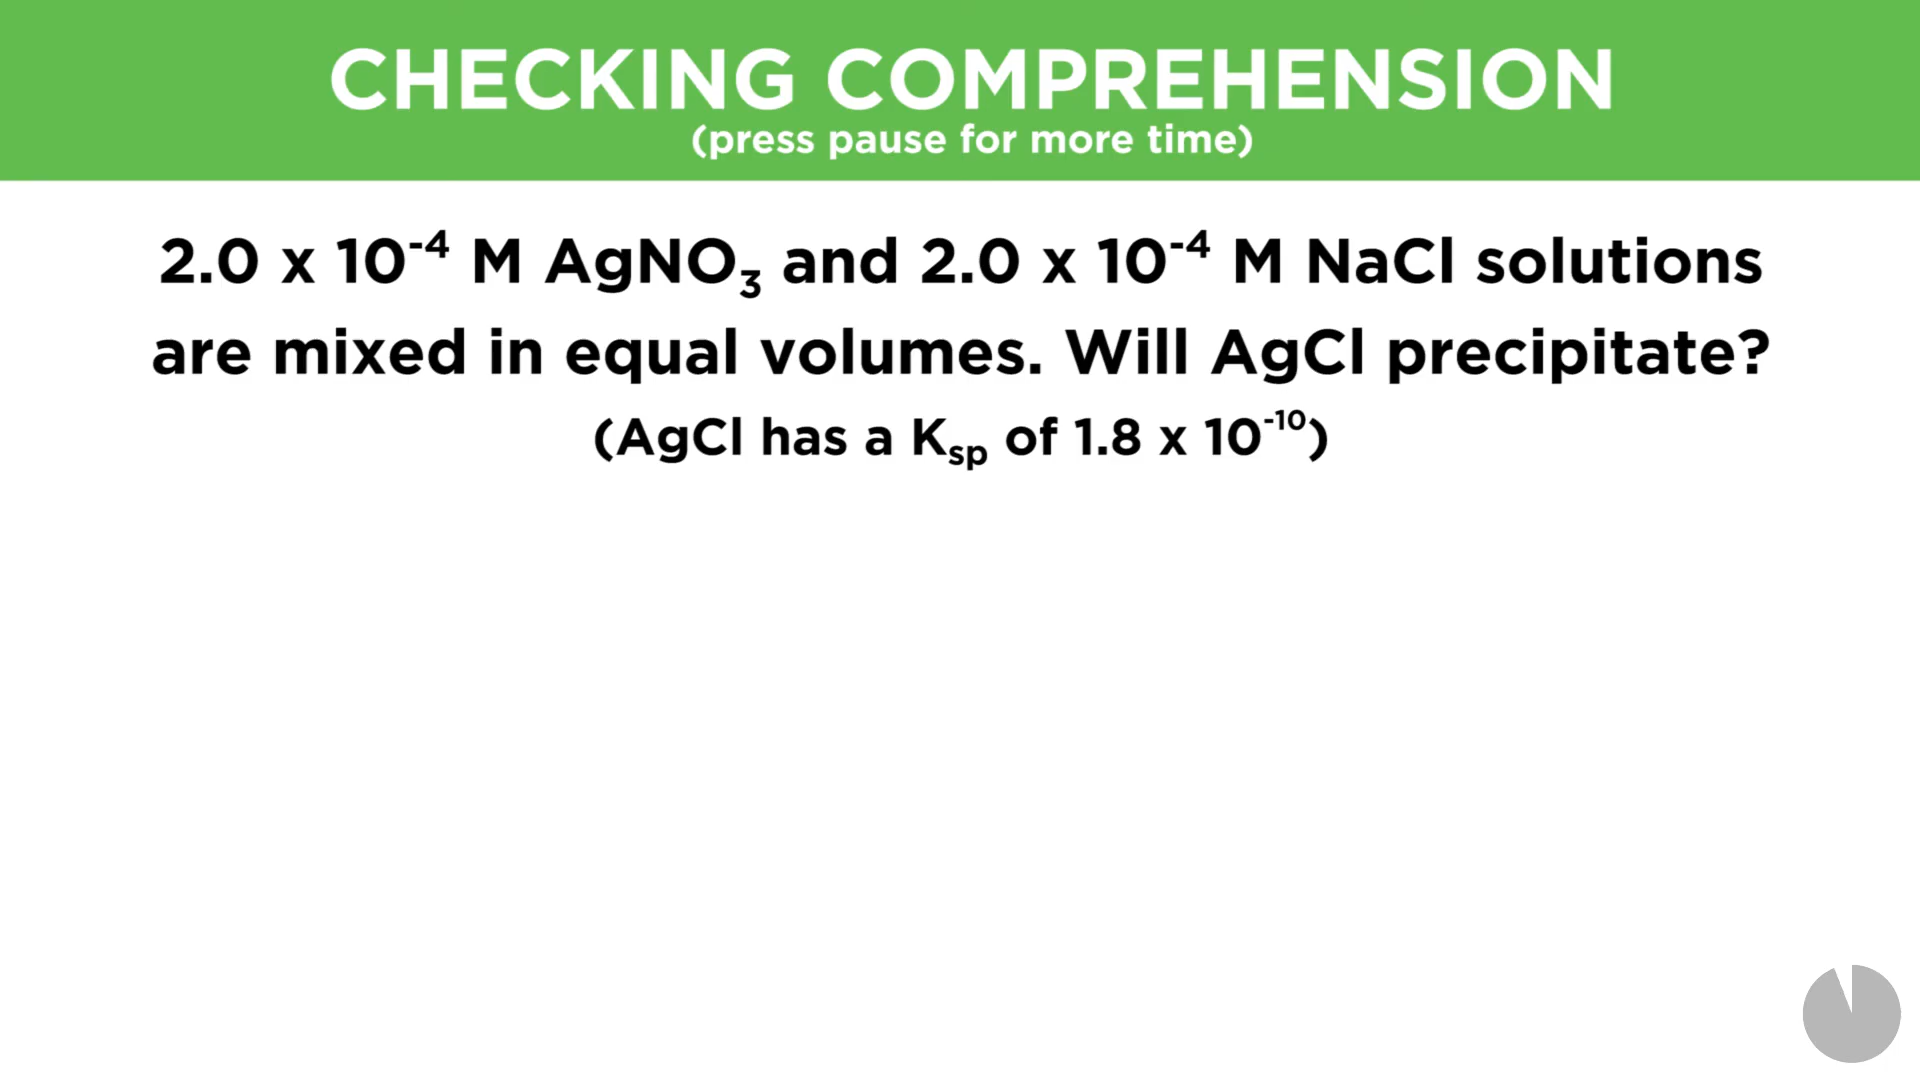 CHECKING COMPREHENSION
(press pause for more time)
2.0 x 10⁻⁴ M AgNO₃ and 2.0 x 10⁻⁴ M NaCl solutions
are mixed in equal volumes. Will AgCl precipitate?
(AgCl has a Kₛₚ of 1.8 x 10⁻¹⁰)